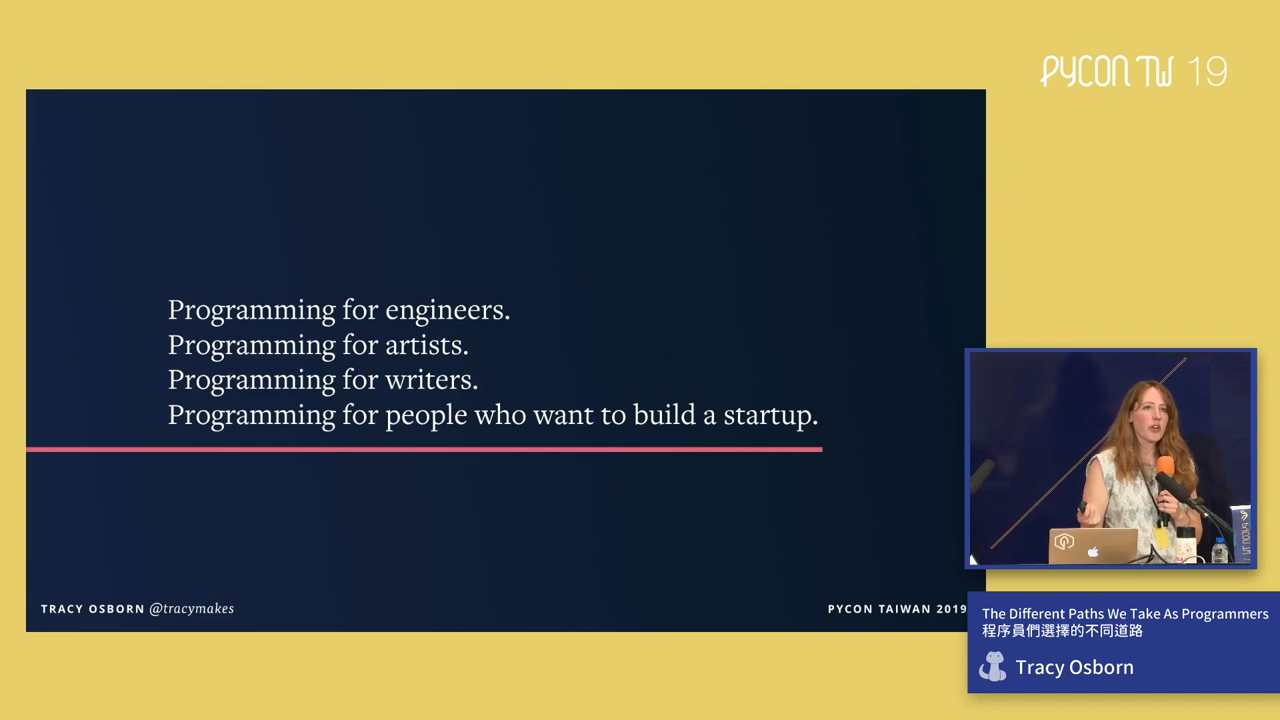 PYCON TW 19
Programming for engineers.
Programming for artists.
Programming for writers.
Programming for people who want to build a startup.
TRACY OSBORN @tracymakes
PYCON TAIWAN 2019
The Different Paths We Take As Programmers
程序員們選擇的不同道路
Tracy Osborn